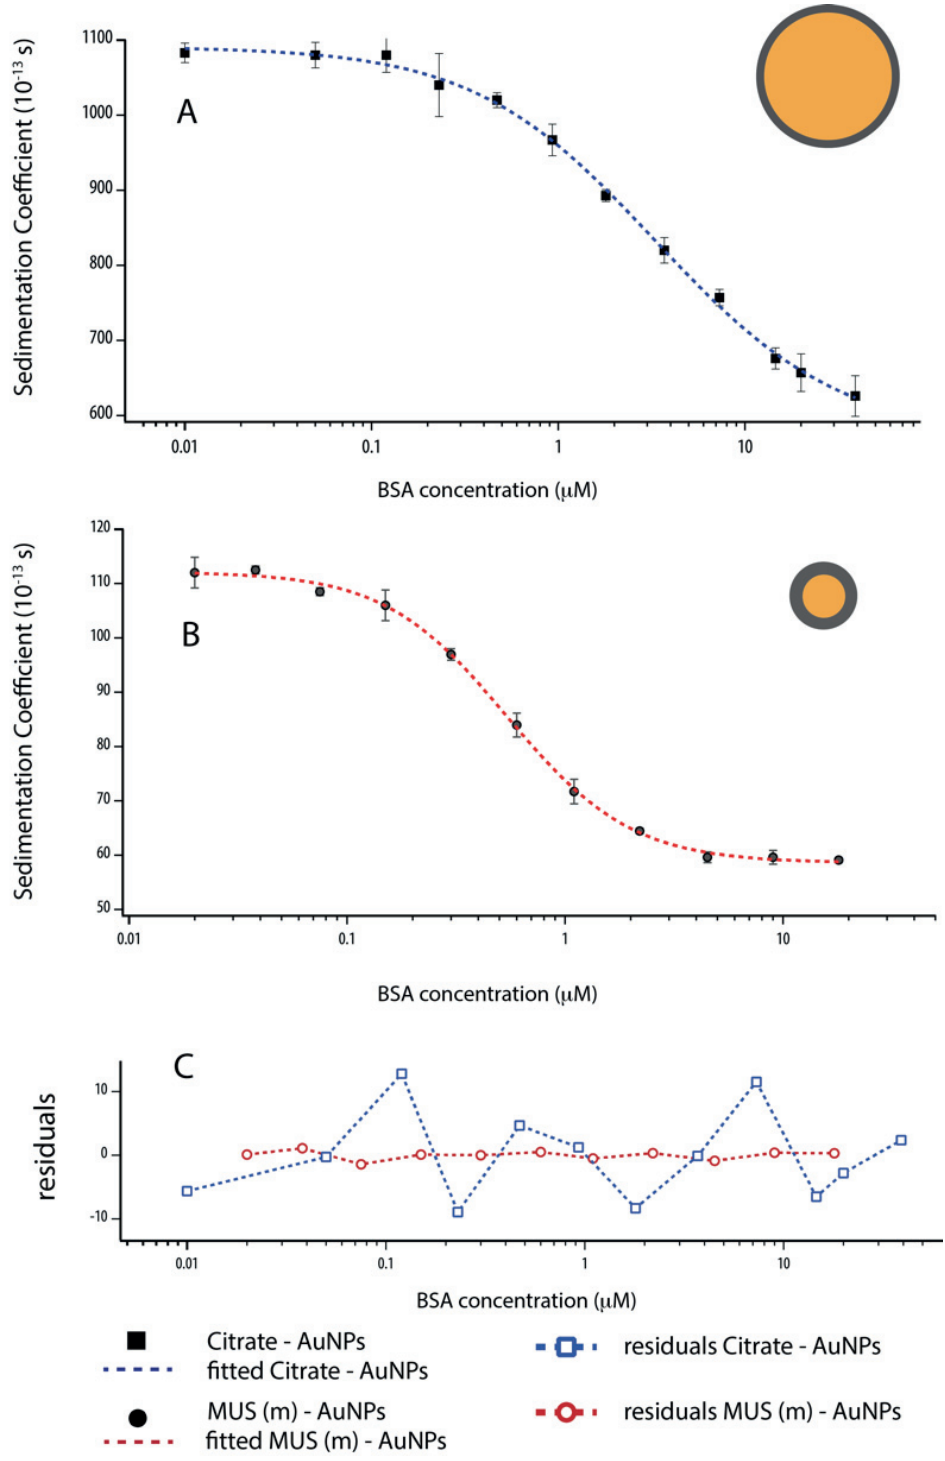 Sedimentation Coefficient (10⁻¹³ s)
1100
1000
900
800
700
600
A
0.01
0.1
1
10
BSA concentration (μM)
Sedimentation Coefficient (10⁻¹³ s)
120
110
100
90
80
70
60
50
B
0.01
0.1
1
10
BSA concentration (μM)
C
residuals
10
0
-10
0.01
0.1
1
10
BSA concentration (μM)
Citrate - AuNPs
fitted Citrate - AuNPs
MUS (m) - AuNPs
fitted MUS (m) - AuNPs
residuals Citrate - AuNPs
residuals MUS (m) - AuNPs